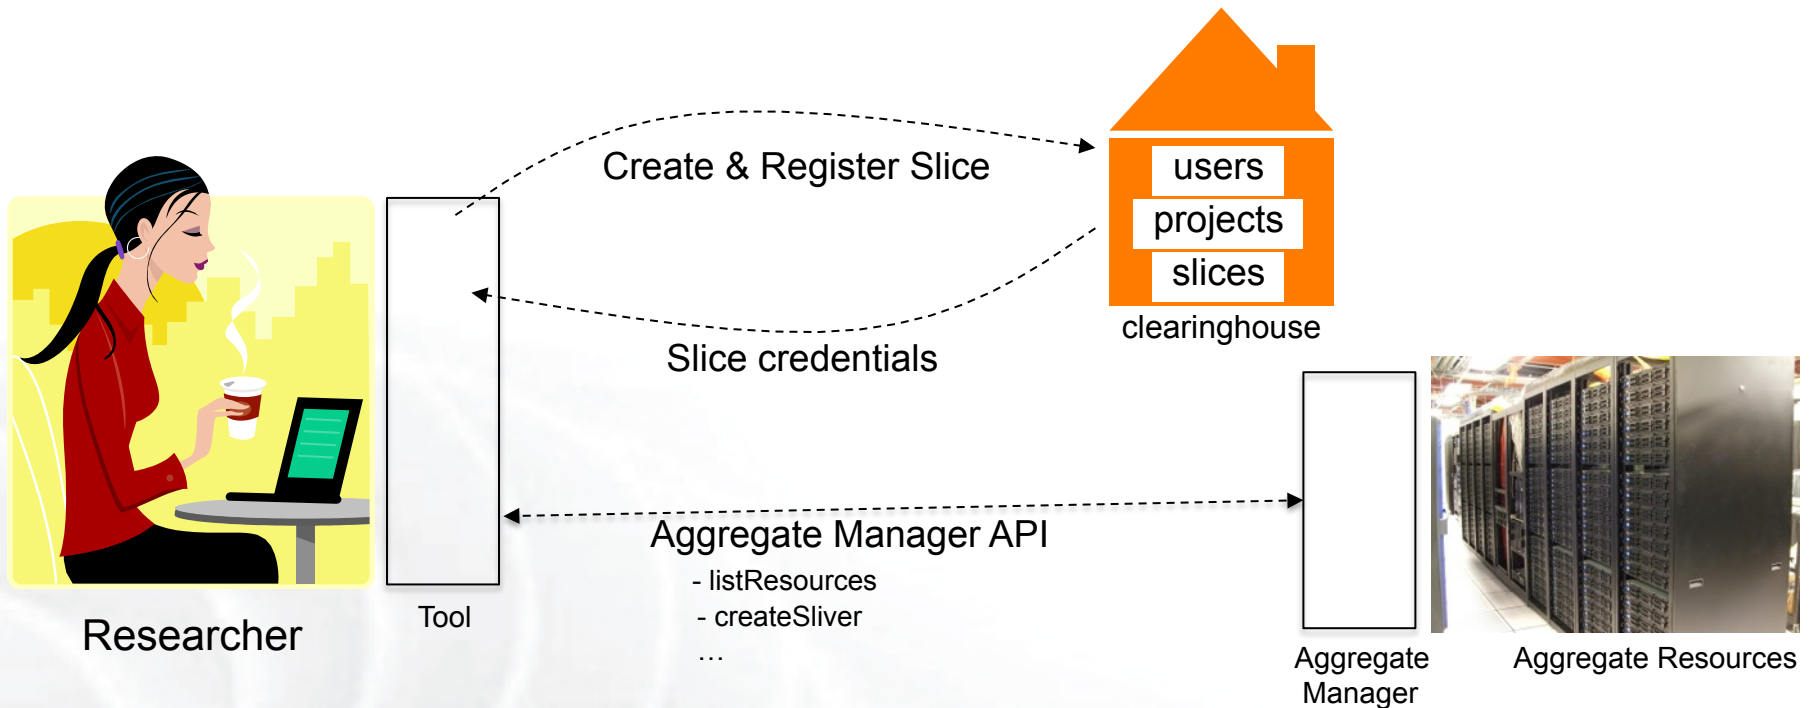 Create & Register Slice
users
projects
slices
clearinghouse
Slice credentials
Aggregate Manager API
- listResources
- createSliver
...
Researcher
Tool
Aggregate
Manager
Aggregate Resources